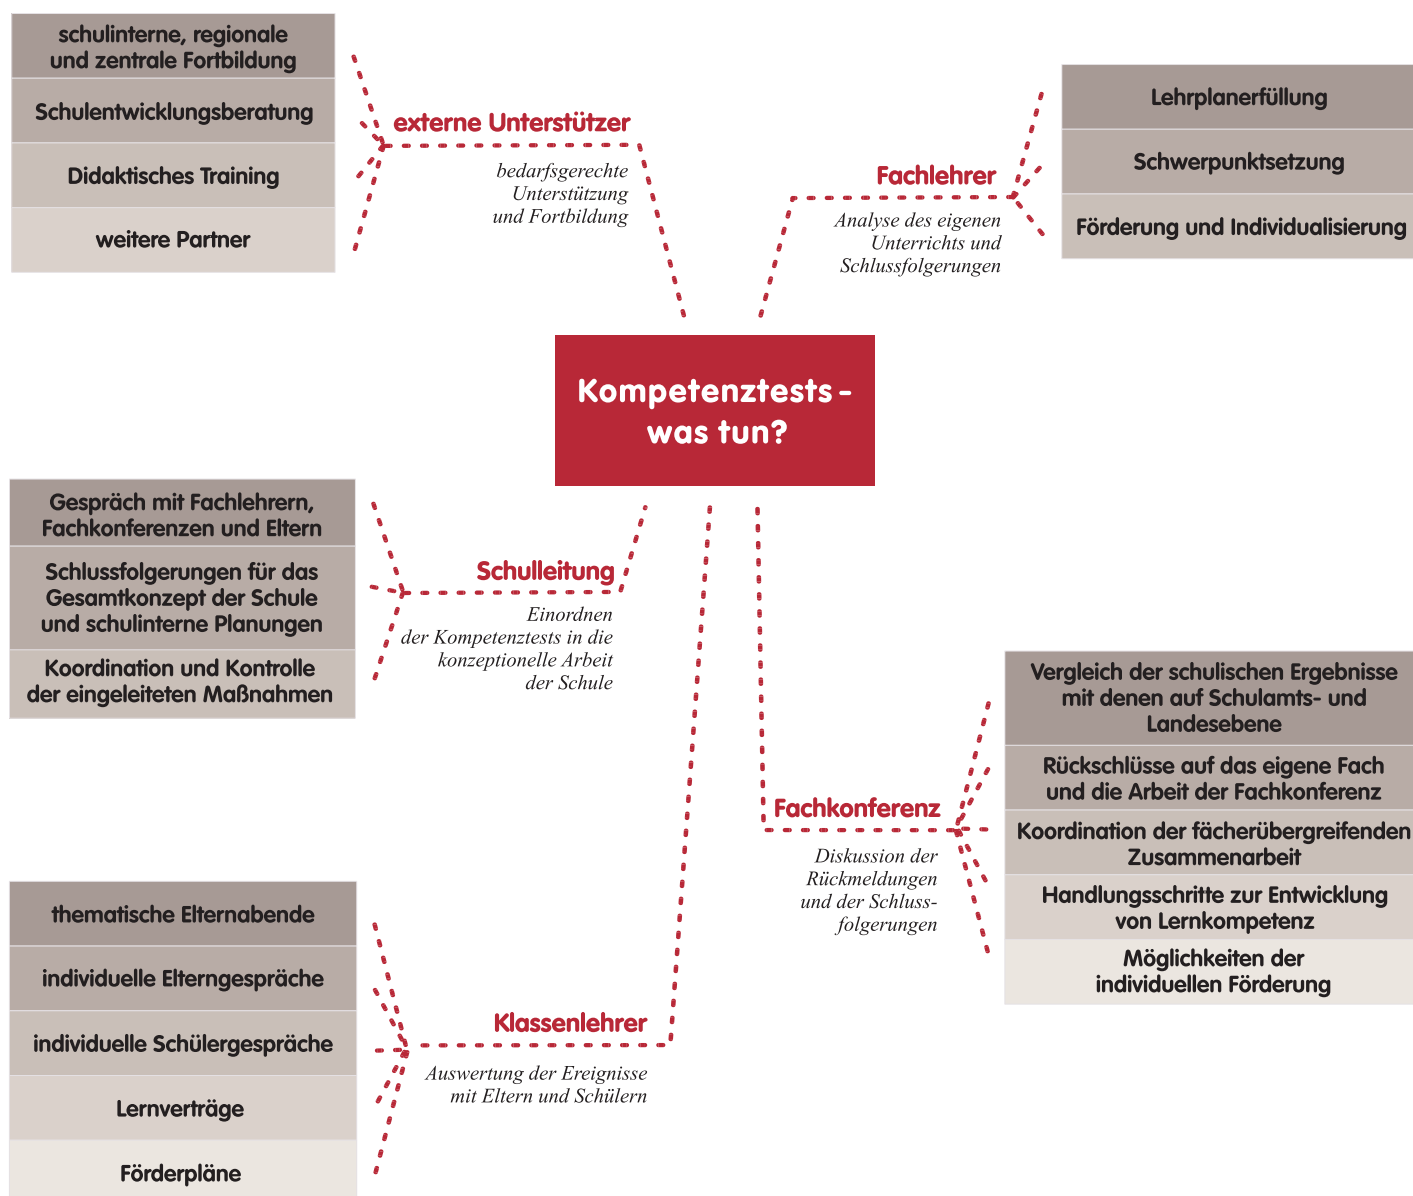 schulinterne, regionale
und zentrale Fortbildung
Schulentwicklungsberatung
Didaktisches Training
weitere Partner
externe Unterstützer
bedarfsgerechte
Unterstützung
und Fortbildung
Fachlehrer
Analyse des eigenen
Unterrichts und
Schlussfolgerungen
Lehrplanerfüllung
Schwerpunktsetzung
Förderung und Individualisierung
Kompetenztests -
was tun?
Gespräch mit Fachlehrern,
Fachkonferenzen und Eltern
Schlussfolgerungen für das
Gesamtkonzept der Schule
und schulinterne Planungen
Koordination und Kontrolle
der eingeleiteten Maßnahmen
Schulleitung
Einordnen
der Kompetenztests in die
konzeptionelle Arbeit
der Schule
Fachkonferenz
Diskussion der
Rückmeldungen
und der Schluss-
folgerungen
Vergleich der schulischen Ergebnisse
mit denen auf Schulamts- und
Landesebene
Rückschlüsse auf das eigene Fach
und die Arbeit der Fachkonferenz
Koordination der fächerübergreifenden
Zusammenarbeit
Handlungsschritte zur Entwicklung
von Lernkompetenz
Möglichkeiten der
individuellen Förderung
thematische Elternabende
individuelle Elterngespräche
individuelle Schülergespräche
Lernverträge
Förderpläne
Klassenlehrer
Auswertung der Ereignisse
mit Eltern und Schülern